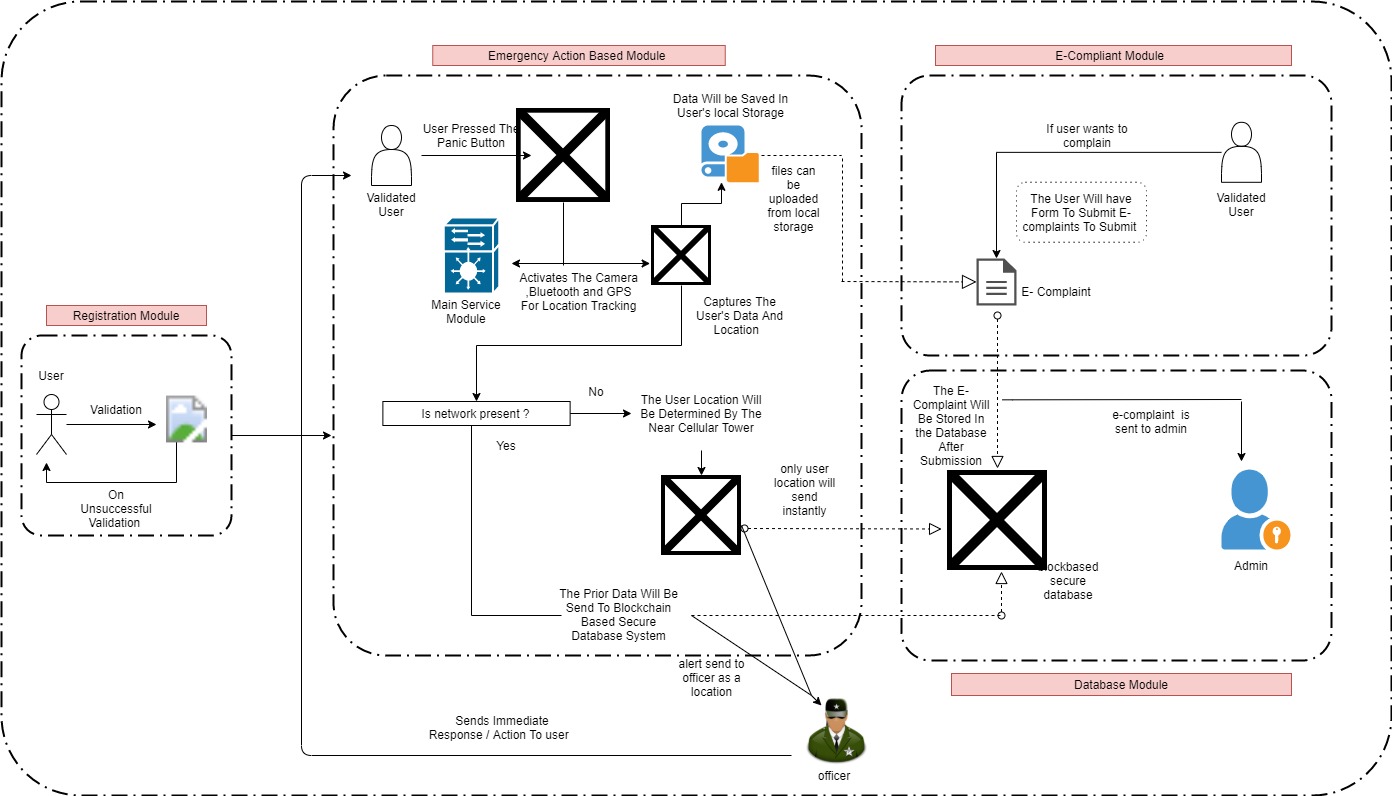 Emergency Action Based Module
E-Compliant Module
Data Will be Saved In
User's local Storage
User Pressed The
Panic Button
Validated
User
files can
be
uploaded
from local
storage
Main Service
Module
Activates The Camera
,Bluetooth and GPS
For Location Tracking
Captures The
User's Data And
Location
If user wants to
complain
Validated
User
The User Will have
Form To Submit E-
complaints To Submit
E- Complaint
Registration Module
User
Validation
On
Unsuccessful
Validation
Is network present ?
No
Yes
The User Location Will
Be Determined By The
Near Cellular Tower
only user
location will
send
instantly
The E-
Complaint Will
Be Stored In
the Database
After
Submission
e-complaint is
sent to admin
Admin
secure
database
The Prior Data Will Be
Send To Blockchain
Based Secure
Database System
alert send to
officer as a
location
Database Module
Sends Immediate
Response / Action To user
officer